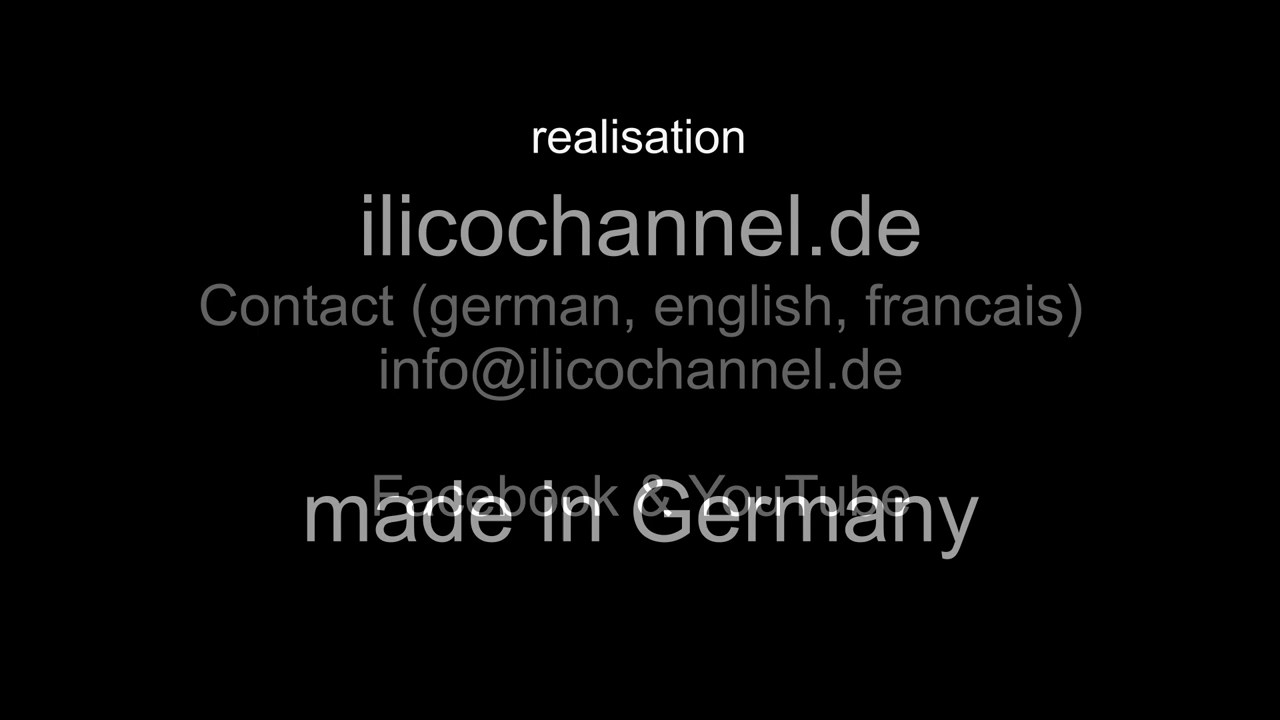 realisation
ilicochannel.de
Contact (german, english, francais)
info@ilicochannel.de
Facebook & YouTube
made in Germany